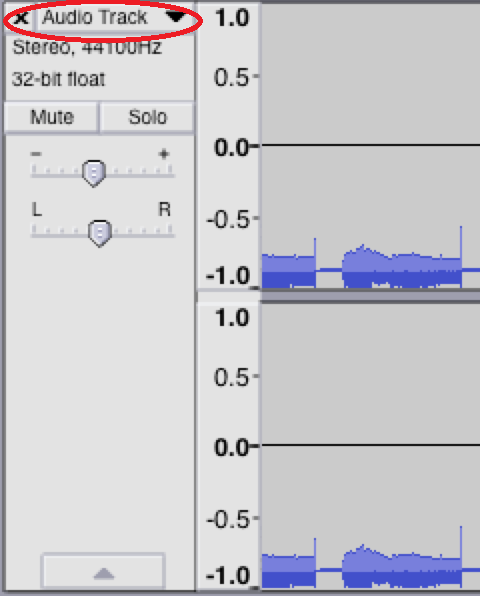 × Audio Track
Stereo, 44100Hz
32-bit float
Mute Solo
- +
L R
1.0
0.5
0.0
-0.5
-1.0
1.0
0.5
0.0
-0.5
-1.0